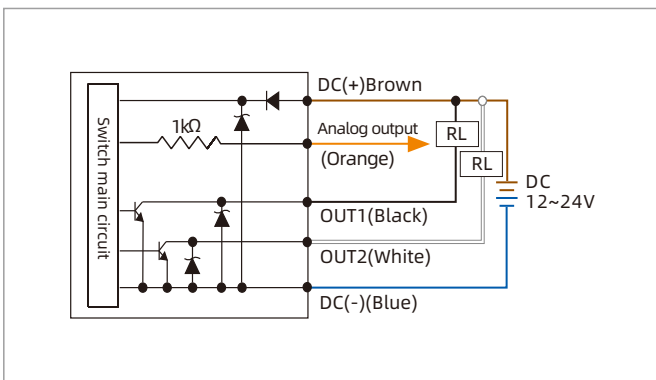 DC(+)Brown
1kΩ
Analog output
(Orange)
RL
RL
Switch main circuit
DC
12~24V
OUT1(Black)
OUT2(White)
DC(-)(Blue)